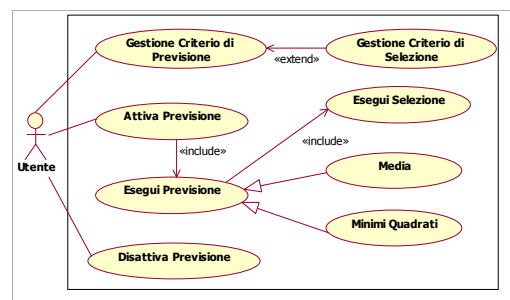 Gestione Criterio di
Previsione
«extend»
Gestione Criterio di
Selezione
Esegui Selezione
Attiva Previsione
«include»
«include»
Utente
Media
Esegui Previsione
Minimi Quadrati
Disattiva Previsione